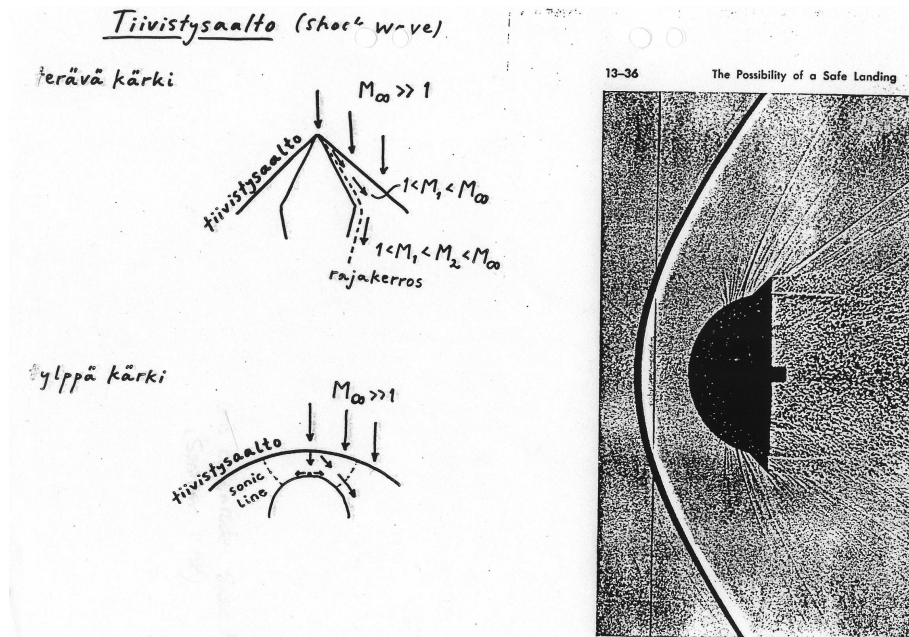 Tiivistysaalto (shock wave)
terävä kärki
M∞ >> 1
tiivistysaalto
1 < M₁ < M∞
1 < M₁ < M₂ < M∞
rajakerros
tylppä kärki
M∞ >> 1
tiivistysaalto
sonic
line
13–36 The Possibility of a Safe Landing